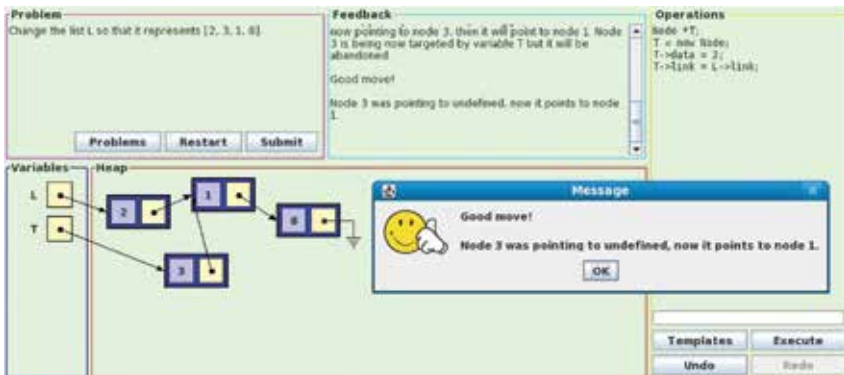 Problem
Change the list L so that it represents [2, 3, 1, 8]
Problems Restart Submit
Feedback
now pointing to node 3, then it will point to node 1. Node
3 is being now targeted by variable T but it will be
abandoned
Good move!
Node 3 was pointing to undefined, now it points to node
1.
Operations
Node *T;
T = new Node;
T->data = 2;
T->link = L->link;
Variables
Heap
L
T
2
1
8
3
Message
Good move!
Node 3 was pointing to undefined, now it points to node 1.
OK
Templates Execute
Undo Redo